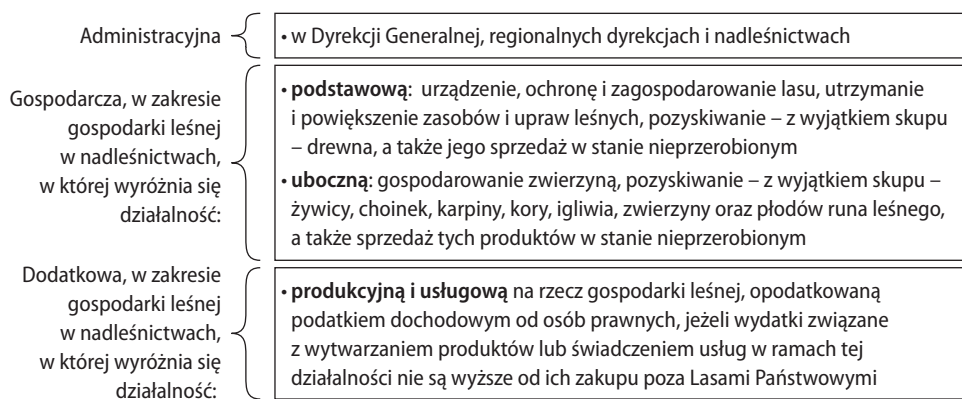 Administracyjna
• w Dyrekcji Generalnej, regionalnych dyrekcjach i nadleśnictwach
Gospodarcza, w zakresie
gospodarki leśnej
w nadleśnictwach,
w której wyróżnia się
działalność:
• podstawową: urządzenie, ochronę i zagospodarowanie lasu, utrzymanie
i powiększenie zasobów i upraw leśnych, pozyskiwanie – z wyjątkiem skupu
– drewna, a także jego sprzedaż w stanie nieprzerobionym
• uboczną: gospodarowanie zwierzyną, pozyskiwanie – z wyjątkiem skupu –
żywicy, choinek, karpiny, kory, igliwia, zwierzyny oraz płodów runa leśnego,
a także sprzedaż tych produktów w stanie nieprzerobionym
Dodatkowa, w zakresie
gospodarki leśnej
w nadleśnictwach,
w której wyróżnia się
działalność:
• produkcyjną i usługową na rzecz gospodarki leśnej, opodatkowaną
podatkiem dochodowym od osób prawnych, jeżeli wydatki związane
z wytwarzaniem produktów lub świadczeniem usług w ramach tej
działalności nie są wyższe od ich zakupu poza Lasami Państwowymi